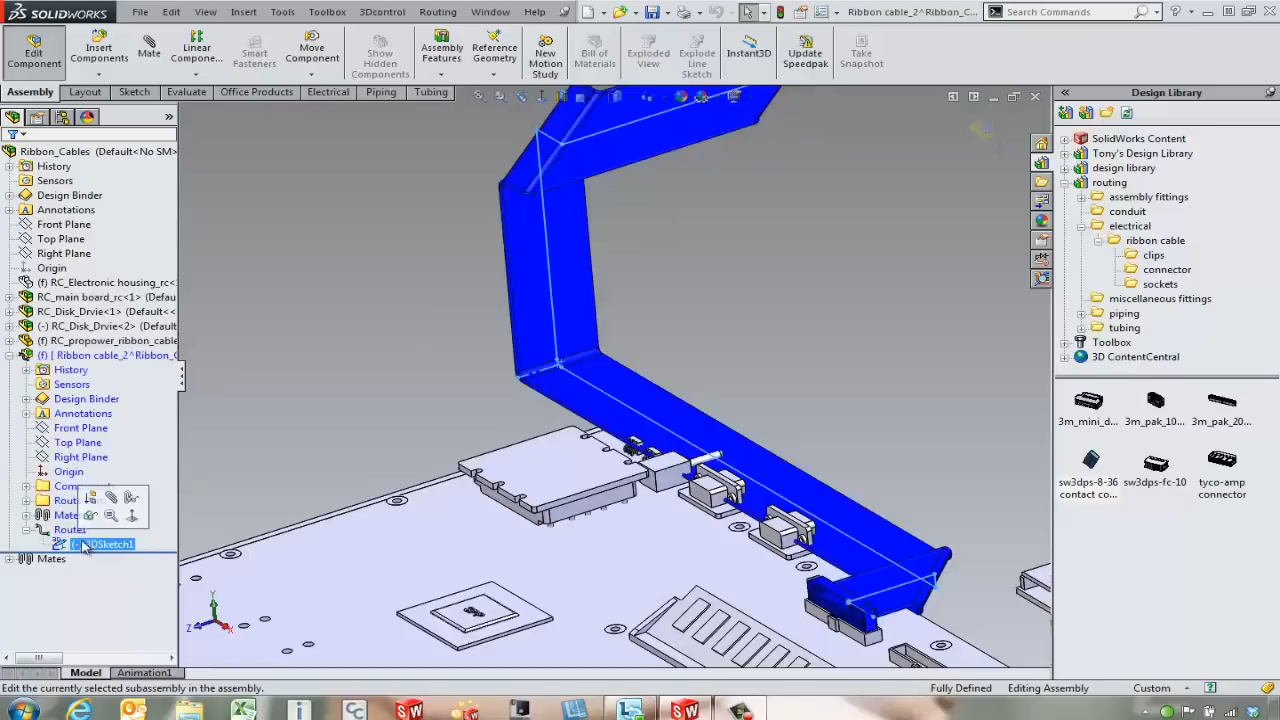 SOLIDWORKS
File Edit View Insert Tools Toolbox PhotoView 360 Routing Window Help
Ribbon cable_2^Ribbon_C...
Search Commands
Edit Component
Insert Components
Mate
Linear Compone...
Smart Fasteners
Move Component
Show Hidden Components
Assembly Features
Reference Geometry
New Motion Study
Bill of Materials
Exploded View
Explode Line Sketch
Instant3D
Update Speedpak
Take Snapshot
Assembly Layout Sketch Evaluate Office Products Electrical Piping Tubing
Ribbon_Cables (Default<No SM>
History
Sensors
Design Binder
Annotations
Front Plane
Top Plane
Right Plane
Origin
(f) RC_Electronic housing_rc<
RC_main board_rc<1> (Defau
RC_Disk_Drvie<1> (Default<<
(-) RC_Disk_Drvie<2> (Default
(f) RC_propower_ribbon_cable
(f) [ Ribbon cable_2^Ribbon_C
History
Sensors
Design Binder
Annotations
Front Plane
Top Plane
Right Plane
Origin
Com
Rout
Mate
Route
3DSketch1
Mates
Y
Z X
Design Library
SolidWorks Content
Tony's Design Library
design library
routing
assembly fittings
conduit
electrical
ribbon cable
clips
connector
sockets
miscellaneous fittings
piping
tubing
Toolbox
3D ContentCentral
3m_mini_d... 3m_pak_10... 3m_pak_20...
sw3dps-8-36 contact co...
sw3dps-fc-10
tyco-amp connector
Model Animation1
Edit the currently selected subassembly in the assembly.
Fully Defined Editing Assembly Custom